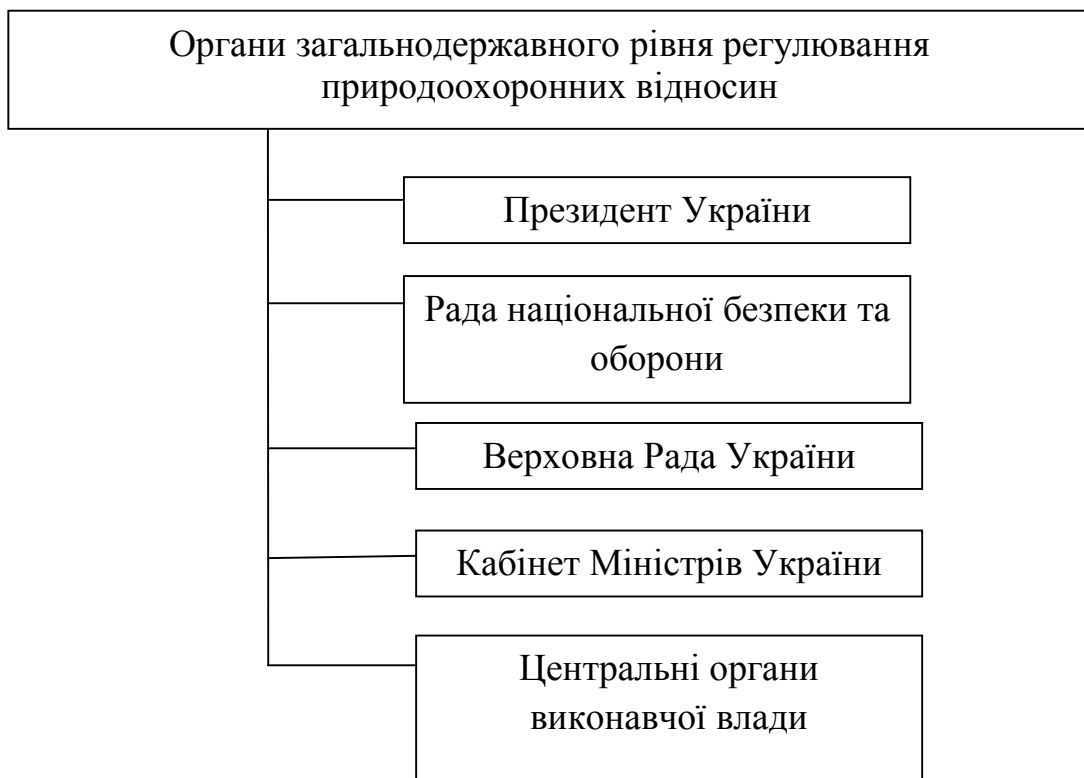 Органи загальнодержавного рівня регулювання
природоохоронних відносин
Президент України
Рада національної безпеки та
оборони
Верховна Рада України
Кабінет Міністрів України
Центральні органи
виконавчої влади